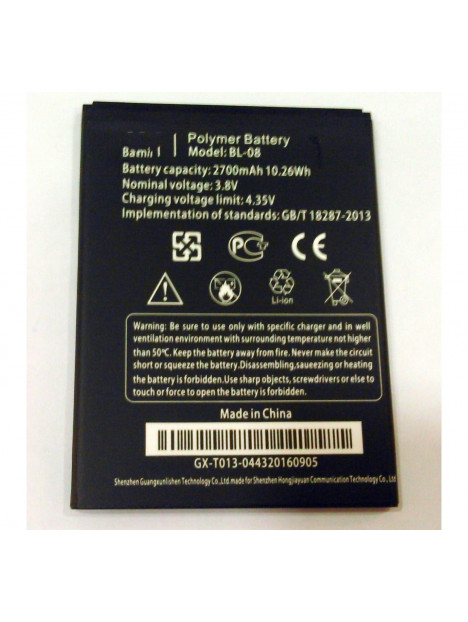 Polymer Battery
Model: BL-08
Battery capacity: 2700mAh 10.26Wh
Nominal voltage: 3.8V
Charging voltage limit: 4.35V
Implementation of standards: GB/T 18287-2013
Li-ion
Warning: Be sure to use only with specific charger and in well
ventilation environment with surrounding temperature not higher
than 50℃. Keep the battery away from fire. Never make the circuit
short or squeeze the battery. Disassembling,saueezing or heating
the battery is forbidden.Use sharp objects, screwdrivers or else to
touch or force to open the battery is forbidden.
Made in China
GX-T013-044320160905
Shenzhen Guangxunlishen Technology Co.,Ltd. made for Shenzhen Hongjiayuan Communication Technology Co.,Ltd